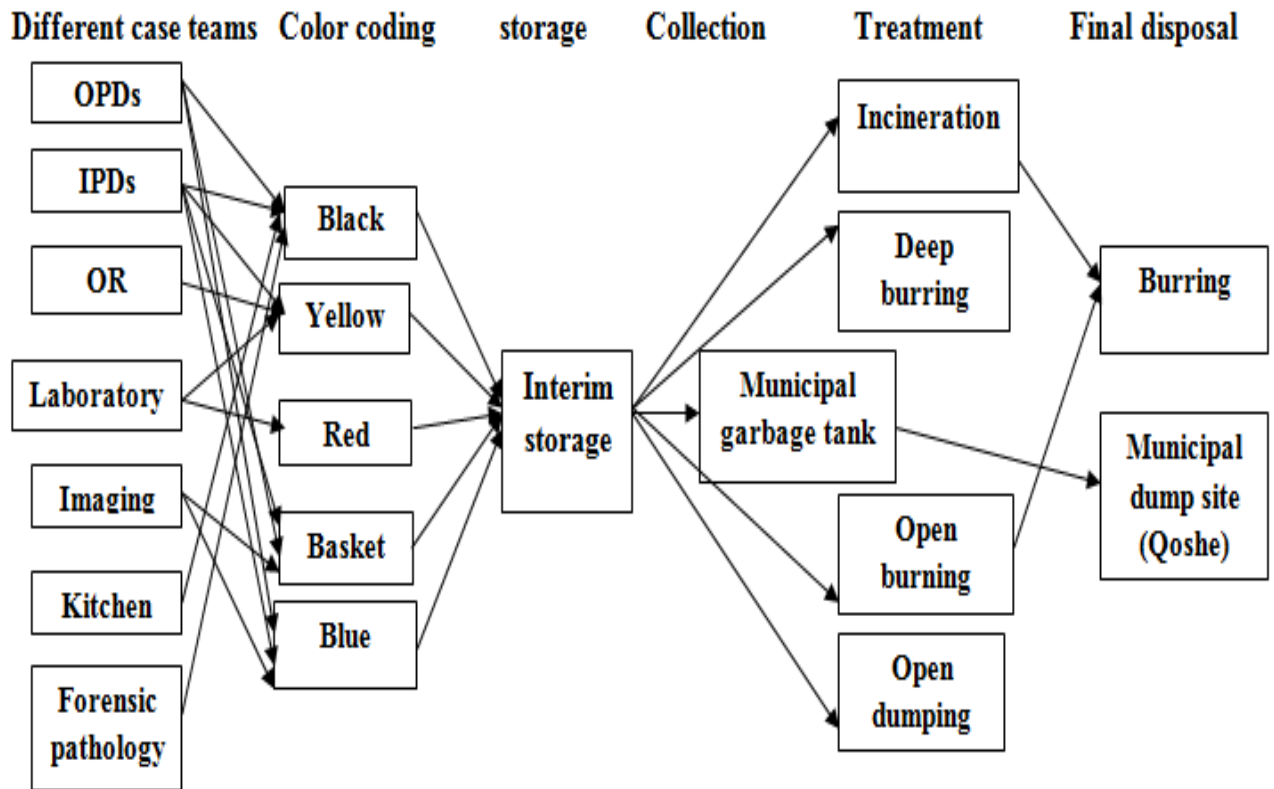 Different case teams Color coding storage Collection Treatment Final disposal
OPDs
IPDs
OR
Laboratory
Imaging
Kitchen
Forensic
pathology
Black
Yellow
Red
Basket
Blue
Interim
storage
Municipal
garbage tank
Incineration
Deep
burring
Open
burning
Open
dumping
Burring
Municipal
dump site
(Qoshe)